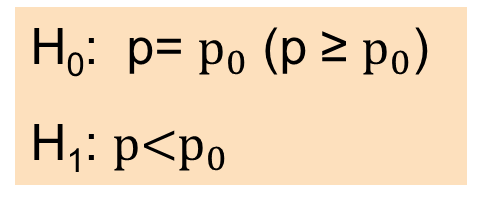 H₀: p= p₀ (p ≥ p₀)
H₁: p<p₀